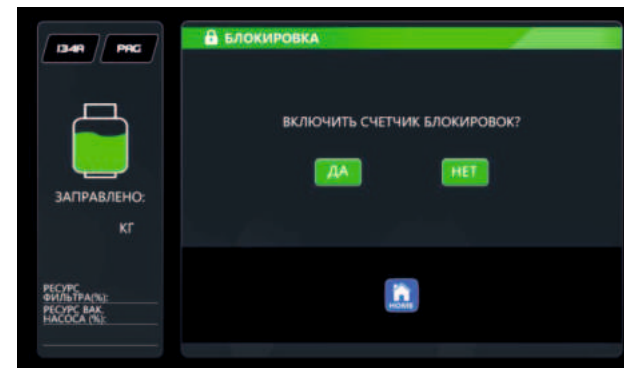 134A PAG
ЗАПРАВЛЕНО:
КГ
РЕСУРС
ФИЛЬТРА(%):
РЕСУРС ВАК.
НАСОСА (%):
БЛОКИРОВКА
ВКЛЮЧИТЬ СЧЕТЧИК БЛОКИРОВОК?
ДА НЕТ
HOME